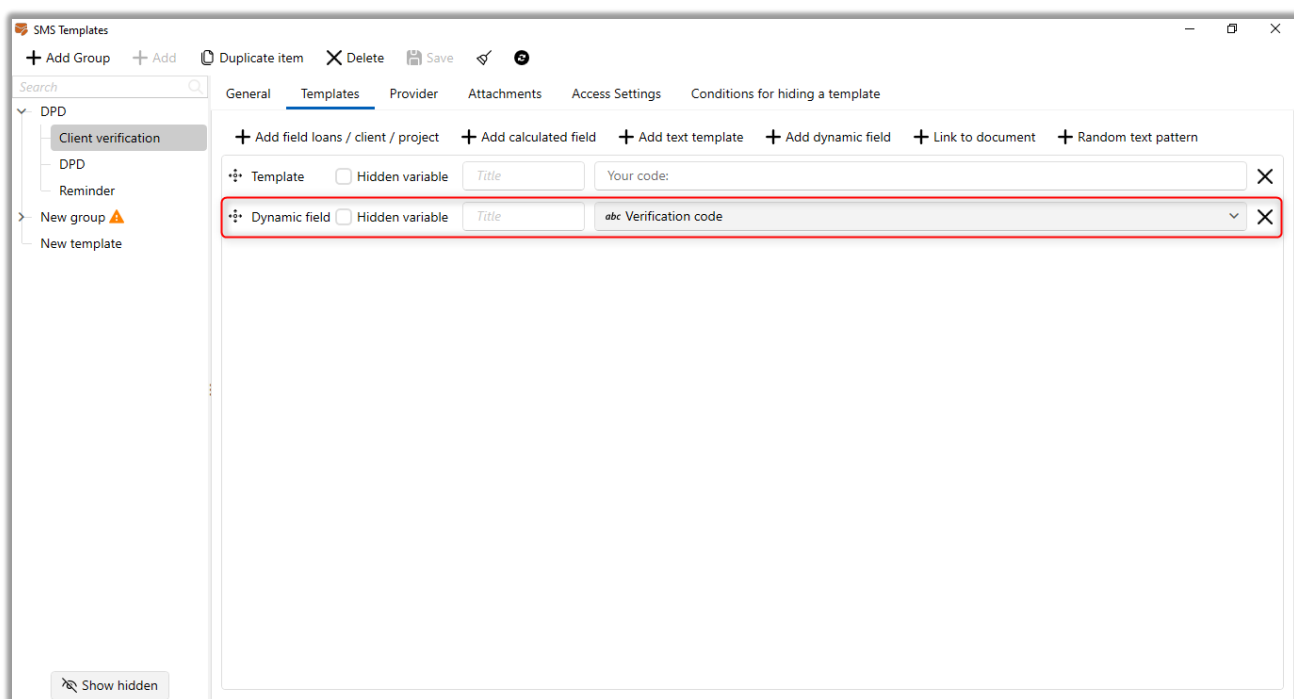 SMS Templates
Add Group Add Duplicate item Delete Save
Search
General Templates Provider Attachments Access Settings Conditions for hiding a template
DPD
Client verification
Add field loans / client / project Add calculated field Add text template Add dynamic field Link to document Random text pattern
DPD
Template Hidden variable Title Your code:
Reminder
New group
Dynamic field Hidden variable Title abc Verification code
New template
Show hidden